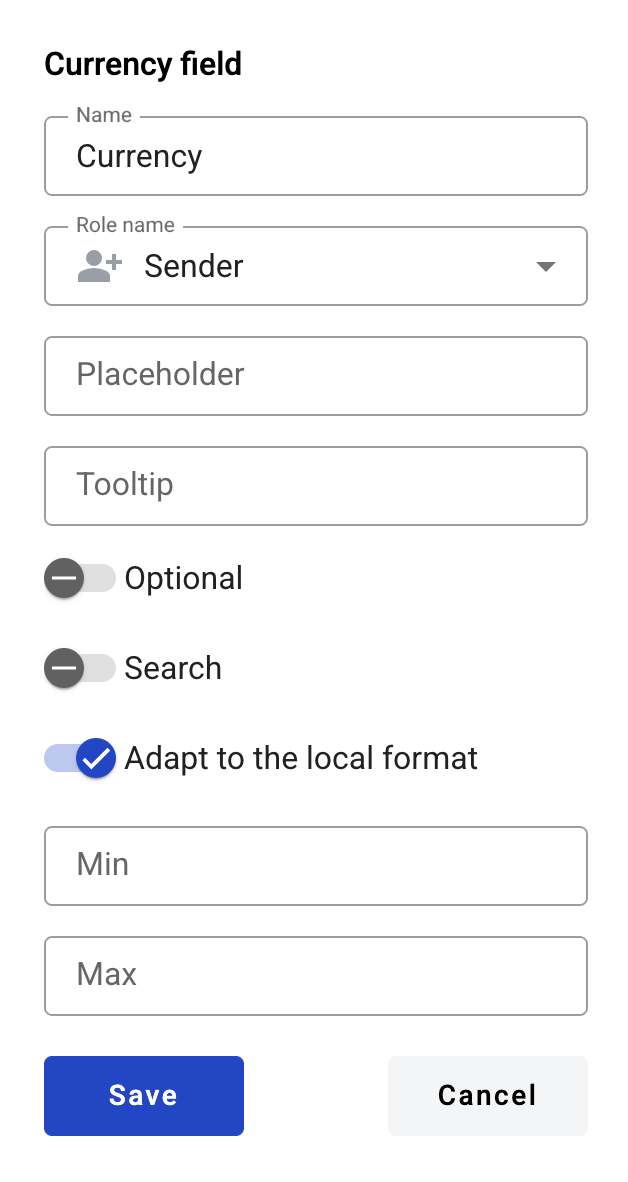 Currency field
Name
Currency
Role name
Sender
Placeholder
Tooltip
Optional
Search
Adapt to the local format
Min
Max
Save
Cancel